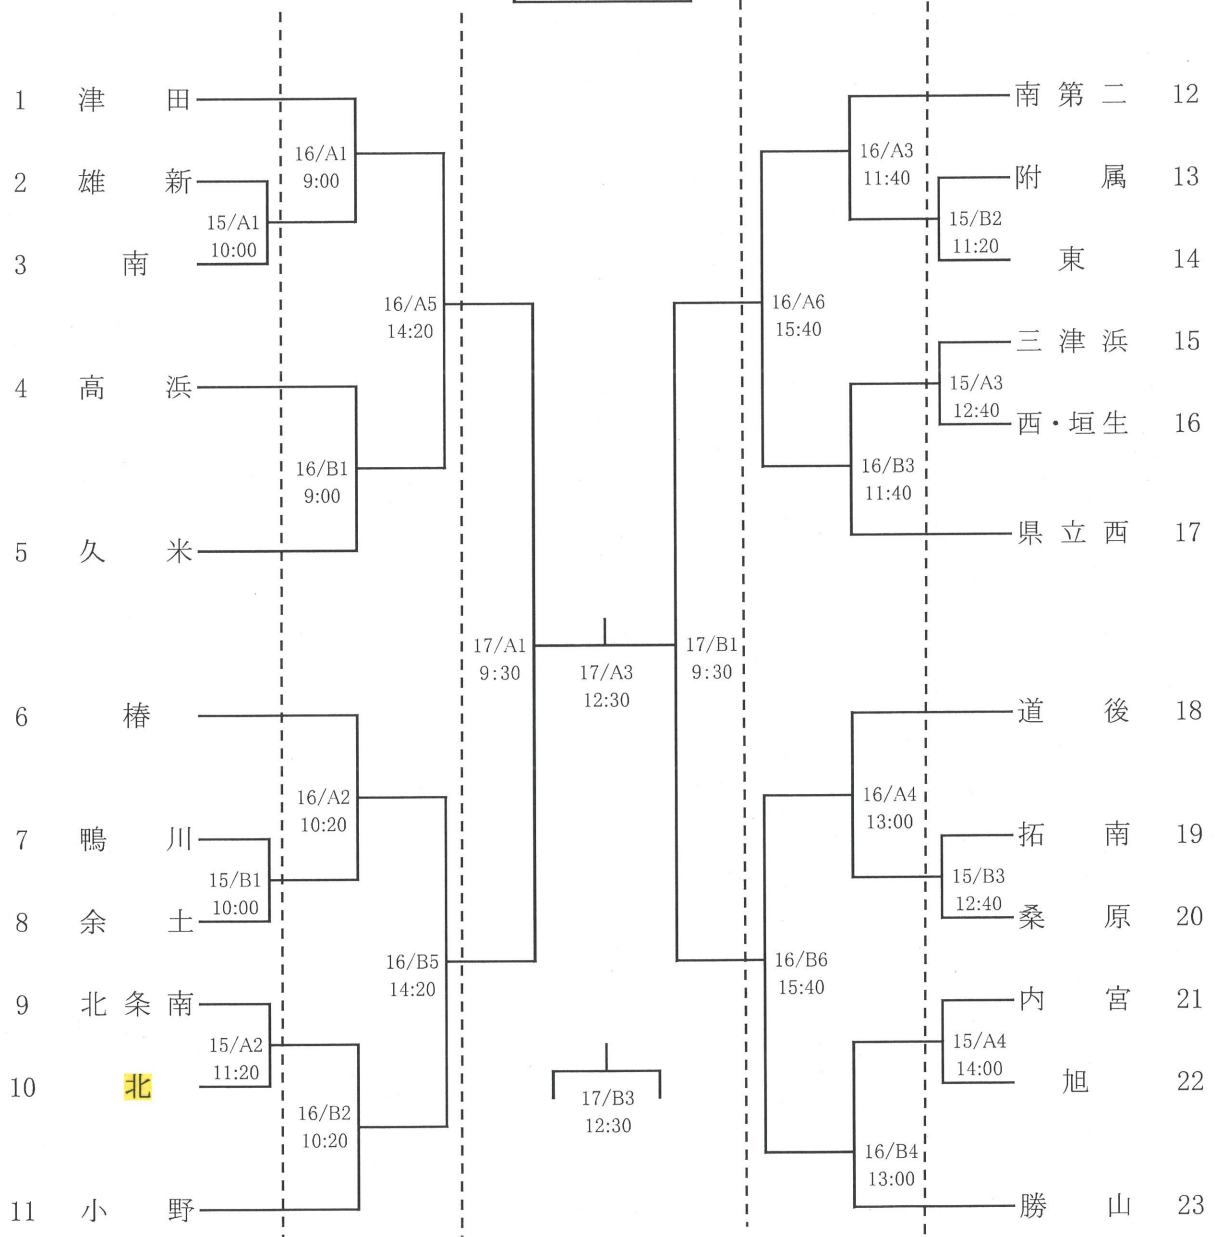 1 津田
2 雄新
3 南
4 高浜
5 久米
6 椿
7 鴨川
8 余土
9 北条南
10 北
11 小野
15/A1
10:00
15/B1
10:00
15/A2
11:20
16/A1
9:00
16/B1
9:00
16/A2
10:20
16/B2
10:20
16/A5
14:20
16/B5
14:20
17/A1
9:30
17/A3
12:30
17/B3
12:30
17/B1
9:30
16/A6
15:40
16/B6
15:40
16/A3
11:40
16/B3
11:40
16/A4
13:00
16/B4
13:00
15/B2
11:20
15/A3
12:40
15/B3
12:40
15/A4
14:00
南第二 12
附属 13
東 14
三津浜 15
西・垣生 16
県立西 17
道後 18
拓南 19
桑原 20
内宮 21
旭 22
勝山 23